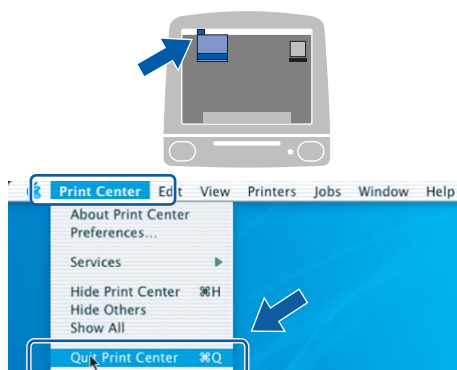 Print Center Edit View Printers Jobs Window Help
About Print Center
Preferences...
Services
Hide Print Center ⌘H
Hide Others
Show All
Quit Print Center ⌘Q